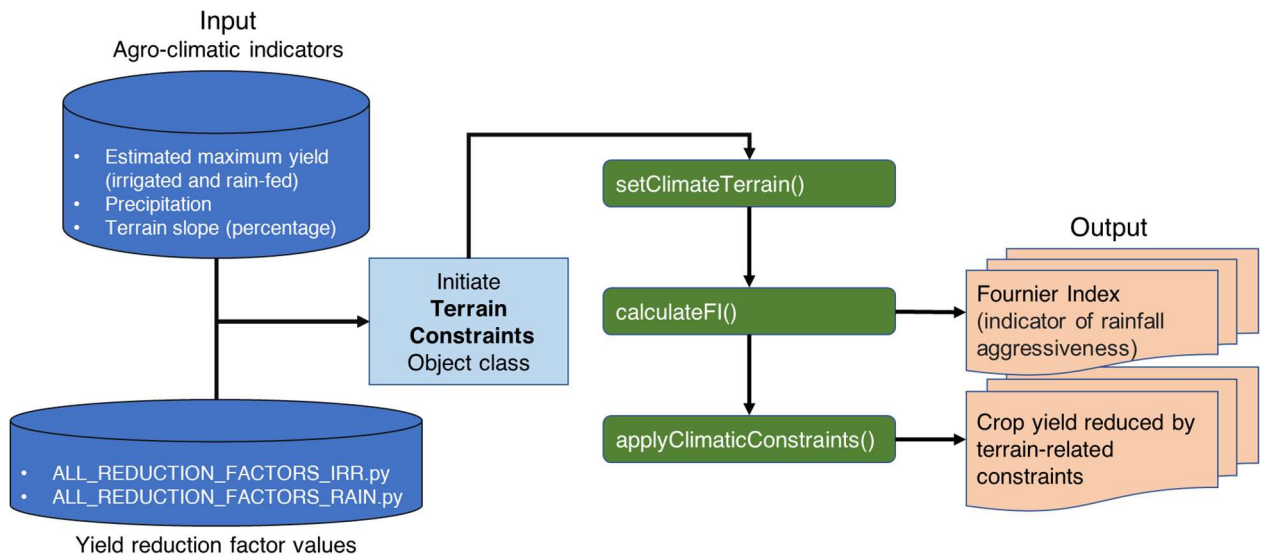 Input
Agro-climatic indicators
• Estimated maximum yield
(irrigated and rain-fed)
• Precipitation
• Terrain slope (percentage)
Initiate
Terrain
Constraints
Object class
• ALL_REDUCTION_FACTORS_IRR.py
• ALL_REDUCTION_FACTORS_RAIN.py
Yield reduction factor values
setClimateTerrain()
calculateFI()
applyClimaticConstraints()
Output
Fournier Index
(indicator of rainfall
aggressiveness)
Crop yield reduced by
terrain-related
constraints